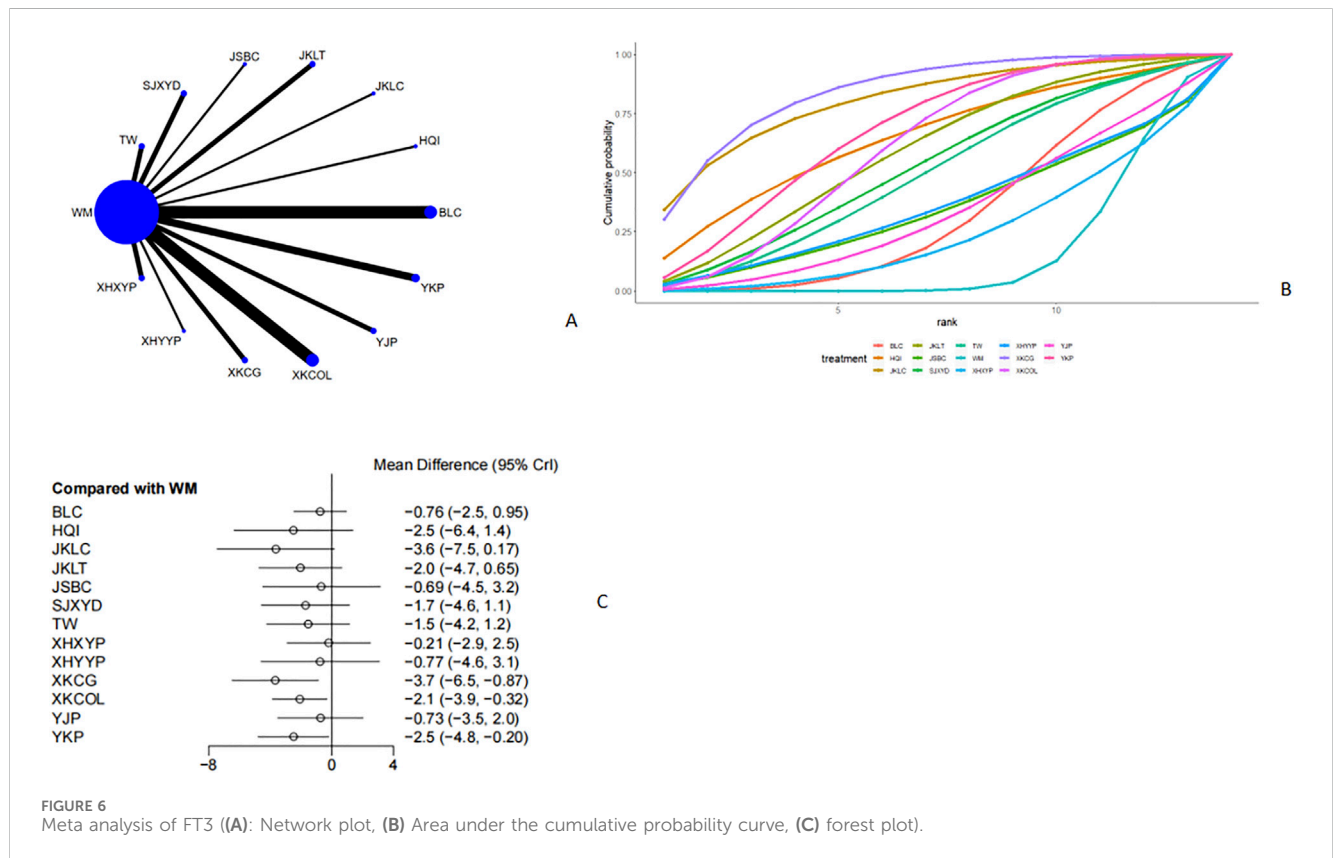 JSBC
JKLT
SJXYD
JKLC
TW
HQI
WM
BLC
XHXYP
YKP
XHYYP
YJP
XKCG
XKCOL
A
1.00
0.75
0.50
0.25
0.00
Cumulative probability
5
10
rank
B
treatment
BLC
JKLT
TW
XHYYP
YJP
HQI
JSBC
WM
XKCG
YKP
JKLC
SJXYD
XHXYP
XKCOL
Mean Difference (95% CrI)
Compared with WM
BLC −0.76 (−2.5, 0.95)
HQI −2.5 (−6.4, 1.4)
JKLC −3.6 (−7.5, 0.17)
JKLT −2.0 (−4.7, 0.65)
JSBC −0.69 (−4.5, 3.2)
SJXYD −1.7 (−4.6, 1.1)
TW −1.5 (−4.2, 1.2)
XHXYP −0.21 (−2.9, 2.5)
XHYYP −0.77 (−4.6, 3.1)
XKCG −3.7 (−6.5, −0.87)
XKCOL −2.1 (−3.9, −0.32)
YJP −0.73 (−3.5, 2.0)
YKP −2.5 (−4.8, −0.20)
−8 0 4
C
FIGURE 6
Meta analysis of FT3 ((A): Network plot, (B) Area under the cumulative probability curve, (C) forest plot).